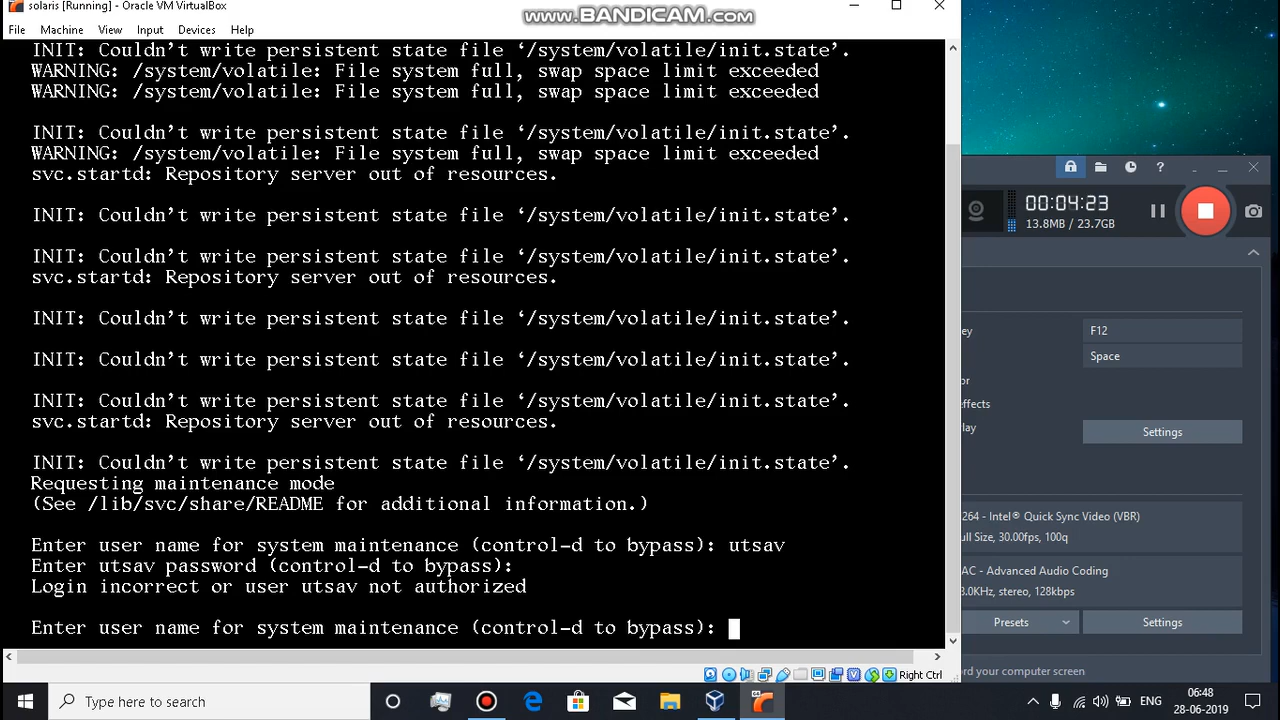 solaris [Running] - Oracle VM VirtualBox
www.BANDICAM.com
File Machine View Input Devices Help
INIT: Couldn't write persistent state file ‘/system/volatile/init.state’.
WARNING: /system/volatile: File system full, swap space limit exceeded
WARNING: /system/volatile: File system full, swap space limit exceeded
INIT: Couldn’t write persistent state file ‘/system/volatile/init.state’.
WARNING: /system/volatile: File system full, swap space limit exceeded
svc.startd: Repository server out of resources.
INIT: Couldn’t write persistent state file ‘/system/volatile/init.state’.
INIT: Couldn’t write persistent state file ‘/system/volatile/init.state’.
svc.startd: Repository server out of resources.
INIT: Couldn’t write persistent state file ‘/system/volatile/init.state’.
INIT: Couldn’t write persistent state file ‘/system/volatile/init.state’.
INIT: Couldn’t write persistent state file ‘/system/volatile/init.state’.
svc.startd: Repository server out of resources.
INIT: Couldn’t write persistent state file ‘/system/volatile/init.state’.
Requesting maintenance mode
(See /lib/svc/share/README for additional information.)
Enter user name for system maintenance (control-d to bypass): utsav
Enter utsav password (control-d to bypass):
Login incorrect or user utsav not authorized
Enter user name for system maintenance (control-d to bypass):
Right Ctrl
00:04:23
13.8MB / 23.7GB
ey
F12
Space
or
effects
lay
Settings
264 - Intel® Quick Sync Video (VBR)
Full Size, 30.00fps, 100q
AC - Advanced Audio Coding
8.0KHz, stereo, 128kbps
Presets
Settings
ord your computer screen
Type here to search
ENG
06:48
28-06-2019